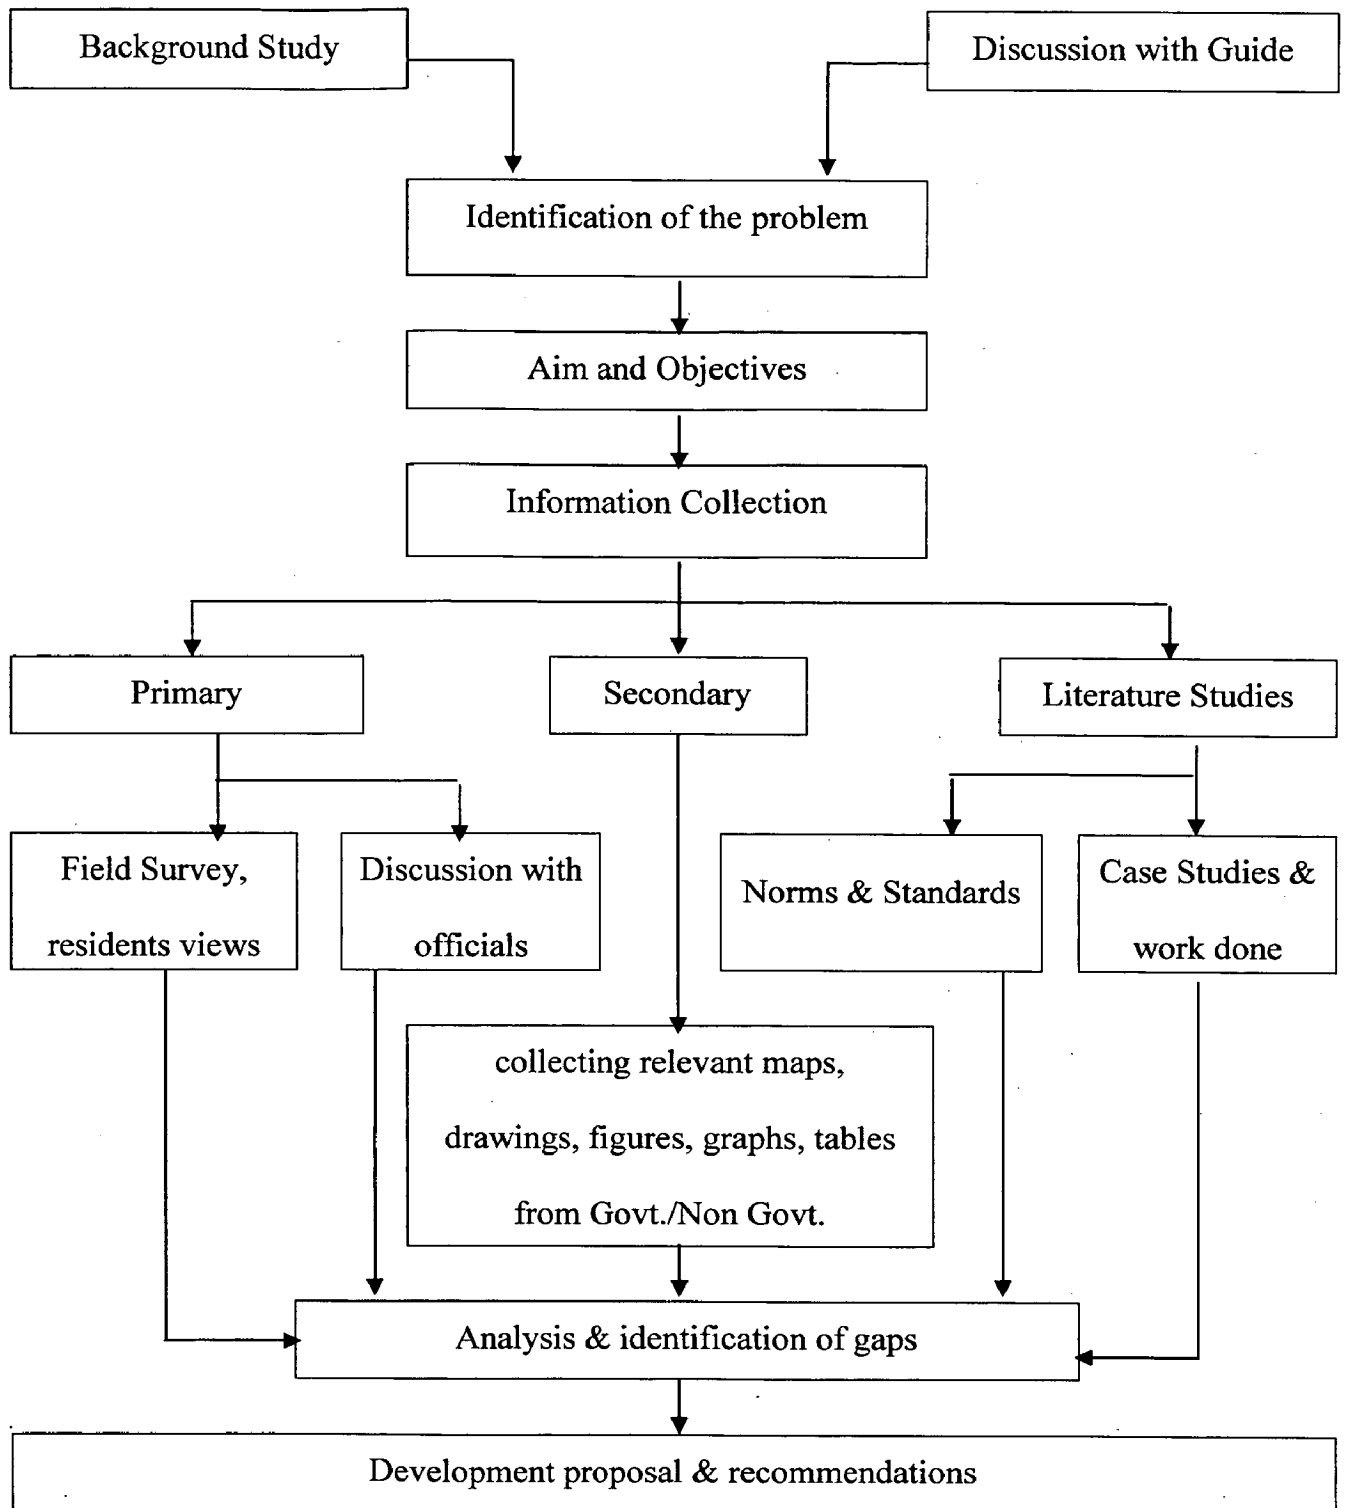 Background Study
Discussion with Guide
Identification of the problem
Aim and Objectives
Information Collection
Primary
Secondary
Literature Studies
Field Survey,
residents views
Discussion with
officials
Norms & Standards
Case Studies &
work done
collecting relevant maps,
drawings, figures, graphs, tables
from Govt./Non Govt.
Analysis & identification of gaps
Development proposal & recommendations